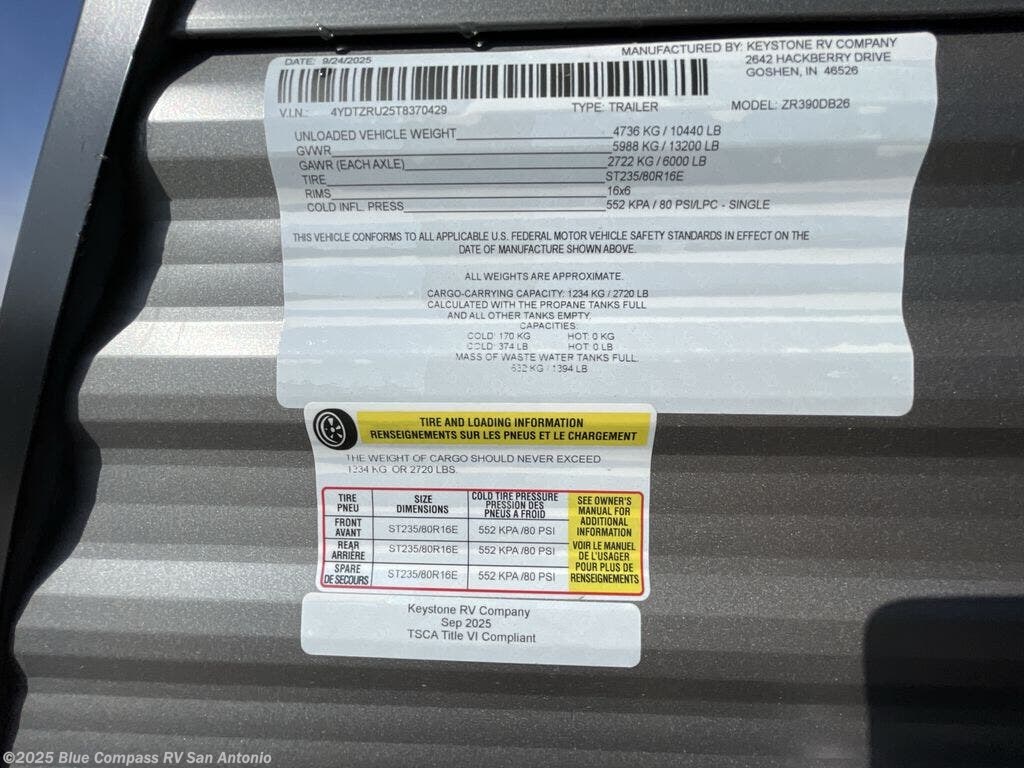 DATE: 9/24/2025
MANUFACTURED BY: KEYSTONE RV COMPANY
2642 HACKBERRY DRIVE
GOSHEN, IN 46526
V.I.N.: 4YDTZRU25T8370429 TYPE: TRAILER MODEL: ZR390DB26
UNLOADED VEHICLE WEIGHT 4736 KG / 10440 LB
GVWR 5988 KG / 13200 LB
GAWR (EACH AXLE) 2722 KG / 6000 LB
TIRE ST235/80R16E
RIMS 16x6
COLD INFL. PRESS 552 KPA / 80 PSI/LPC - SINGLE
THIS VEHICLE CONFORMS TO ALL APPLICABLE U.S. FEDERAL MOTOR VEHICLE SAFETY STANDARDS IN EFFECT ON THE
DATE OF MANUFACTURE SHOWN ABOVE.
ALL WEIGHTS ARE APPROXIMATE.
CARGO-CARRYING CAPACITY: 1234 KG / 2720 LB
CALCULATED WITH THE PROPANE TANKS FULL
AND ALL OTHER TANKS EMPTY.
CAPACITIES:
COLD: 170 KG HOT: 0 KG
COLD: 374 LB HOT: 0 LB
MASS OF WASTE WATER TANKS FULL:
632 KG / 1394 LB
TIRE AND LOADING INFORMATION
RENSEIGNEMENTS SUR LES PNEUS ET LE CHARGEMENT
THE WEIGHT OF CARGO SHOULD NEVER EXCEED
1234 KG OR 2720 LBS.
TIRE
PNEU
SIZE
DIMENSIONS
COLD TIRE PRESSURE
PRESSION DES
PNEUS A FROID
FRONT
AVANT
ST235/80R16E
552 KPA /80 PSI
REAR
ARRIÈRE
ST235/80R16E
552 KPA /80 PSI
SPARE
DE SECOURS
ST235/80R16E
552 KPA /80 PSI
SEE OWNER'S
MANUAL FOR
ADDITIONAL
INFORMATION
VOIR LE MANUEL
DE L'USAGER
POUR PLUS DE
RENSEIGNEMENTS
Keystone RV Company
Sep 2025
TSCA Title VI Compliant
©2025 Blue Compass RV San Antonio